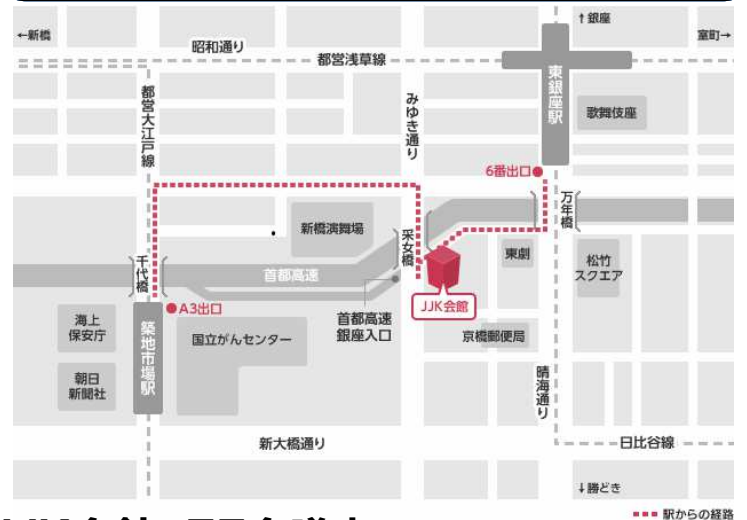 ←新橋
昭和通り
都営浅草線
↑銀座
室町→
都営大江戸線
みゆき通り
東銀座駅
歌舞伎座
6番出口
万年橋
新橋演舞場
采女橋
東劇
松竹
スクエア
千代橋
首都高速
JJK会館
A3出口
海上
保安庁
築地市場駅
国立がんセンター
首都高速
銀座入口
京橋郵便局
朝日
新聞社
晴海通り
新大橋通り
日比谷線
↓勝どき
駅からの経路